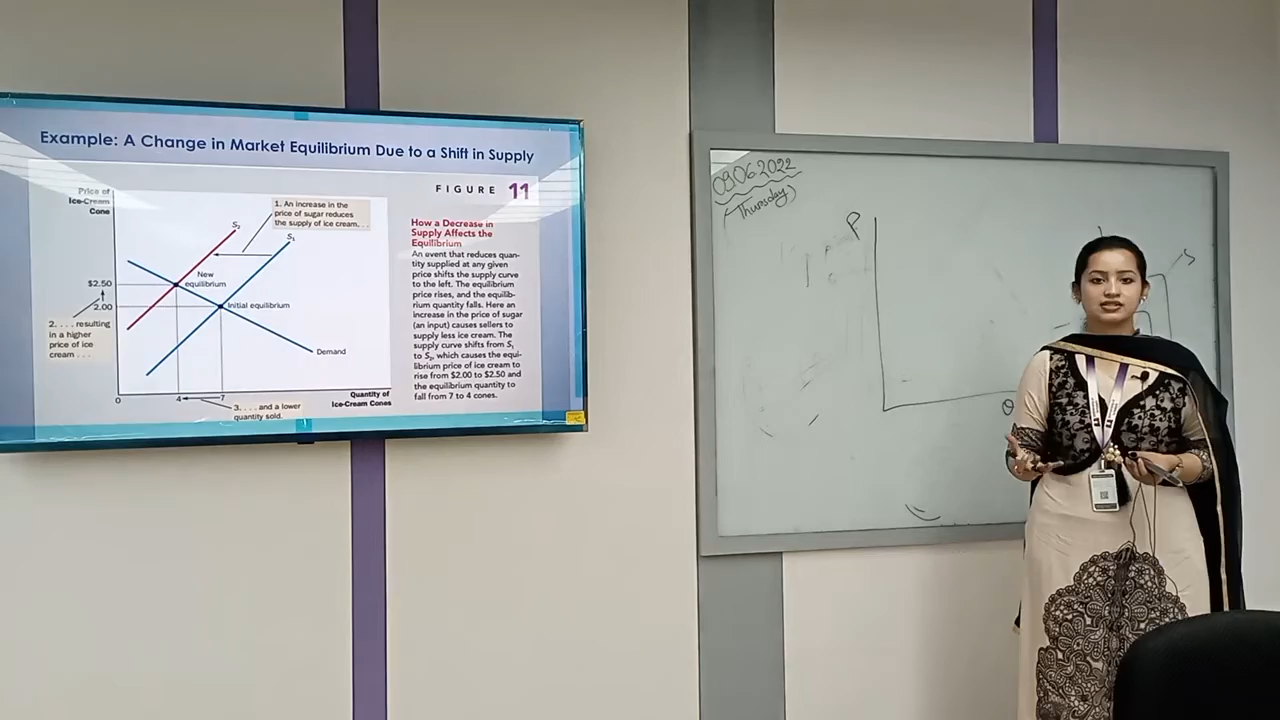 Example: A Change in Market Equilibrium Due to a Shift in Supply
Price of
Ice-Cream
Cone
$2.50
2.00
0
4
7
Quantity of
Ice-Cream Cones
S₂
S₁
1. An increase in the
price of sugar reduces
the supply of ice cream. . .
New
equilibrium
Initial equilibrium
Demand
2. . . . resulting
in a higher
price of ice
cream . . .
3. . . . and a lower
quantity sold.
FIGURE 11
How a Decrease in
Supply Affects the
Equilibrium
An event that reduces quan-
tity supplied at any given
price shifts the supply curve
to the left. The equilibrium
price rises, and the equilib-
rium quantity falls. Here an
increase in the price of sugar
(an input) causes sellers to
supply less ice cream. The
supply curve shifts from S₁
to S₂, which causes the equi-
librium price of ice cream to
rise from $2.00 to $2.50 and
the equilibrium quantity to
fall from 7 to 4 cones.
09.06.2022
(Thursday)
P
Q
S